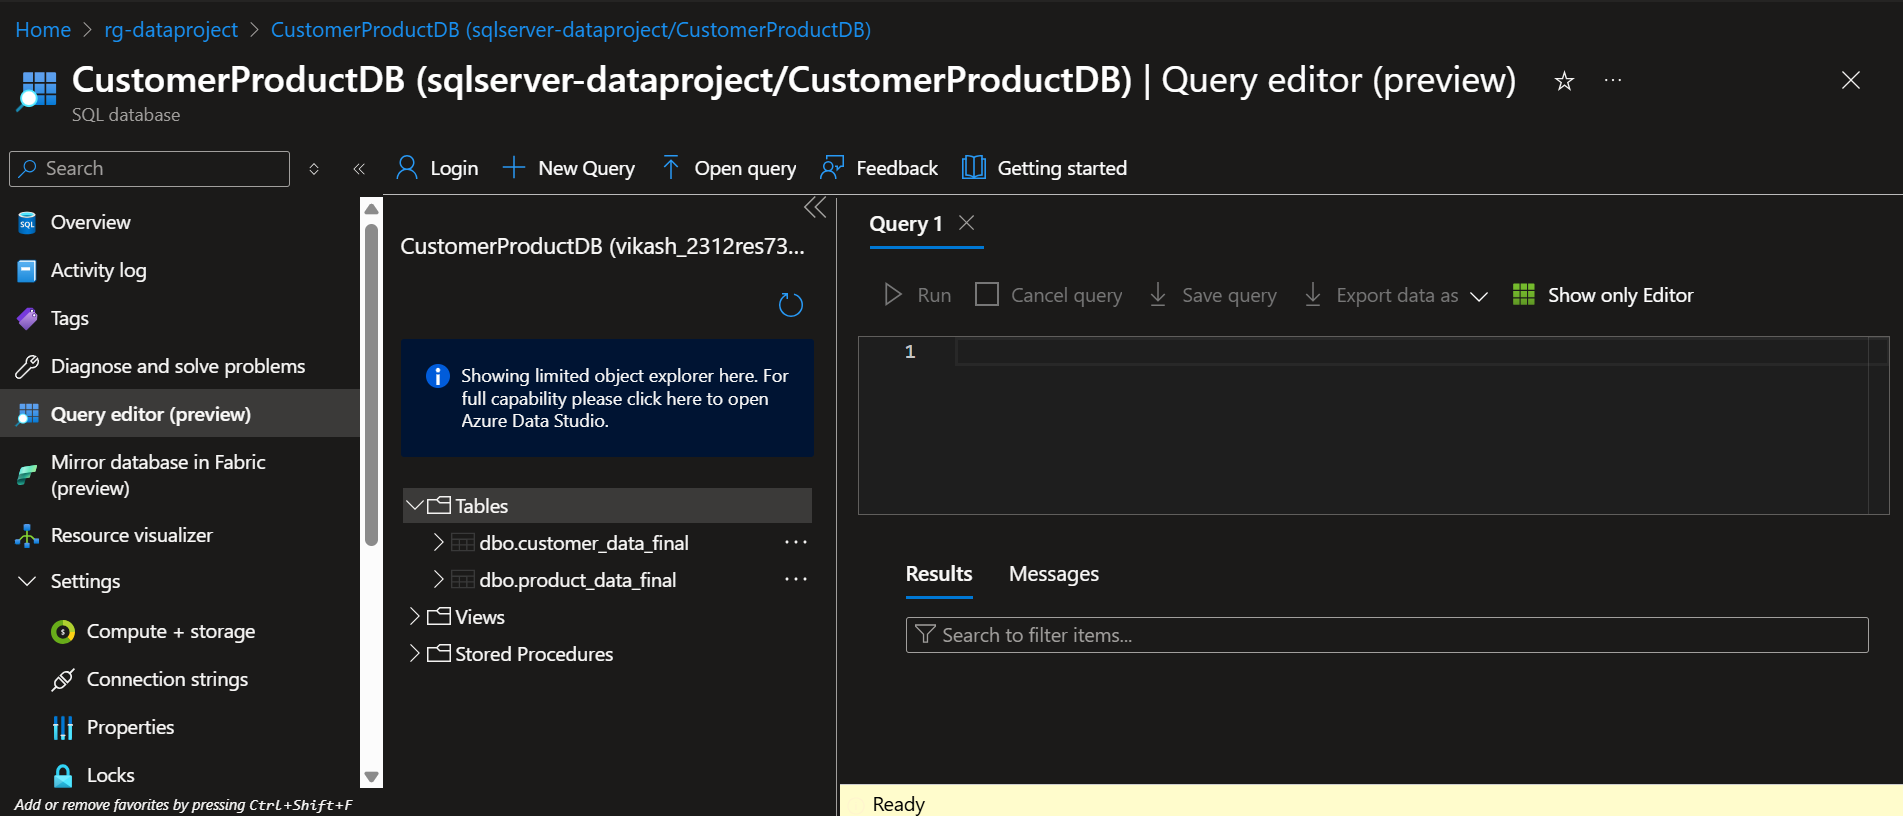 Home > rg-dataproject > CustomerProductDB (sqlserver-dataproject/CustomerProductDB)
CustomerProductDB (sqlserver-dataproject/CustomerProductDB) | Query editor (preview) ☆ ···
SQL database
Search
Login
New Query
Open query
Feedback
Getting started
Overview
Activity log
Tags
Diagnose and solve problems
Query editor (preview)
Mirror database in Fabric
(preview)
Resource visualizer
Settings
Compute + storage
Connection strings
Properties
Locks
Add or remove favorites by pressing Ctrl+Shift+F
CustomerProductDB (vikash_2312res73...
Showing limited object explorer here. For
full capability please click here to open
Azure Data Studio.
Tables
dbo.customer_data_final ···
dbo.product_data_final ···
Views
Stored Procedures
Query 1
Run
Cancel query
Save query
Export data as
Show only Editor
1
Results
Messages
Search to filter items...
Ready